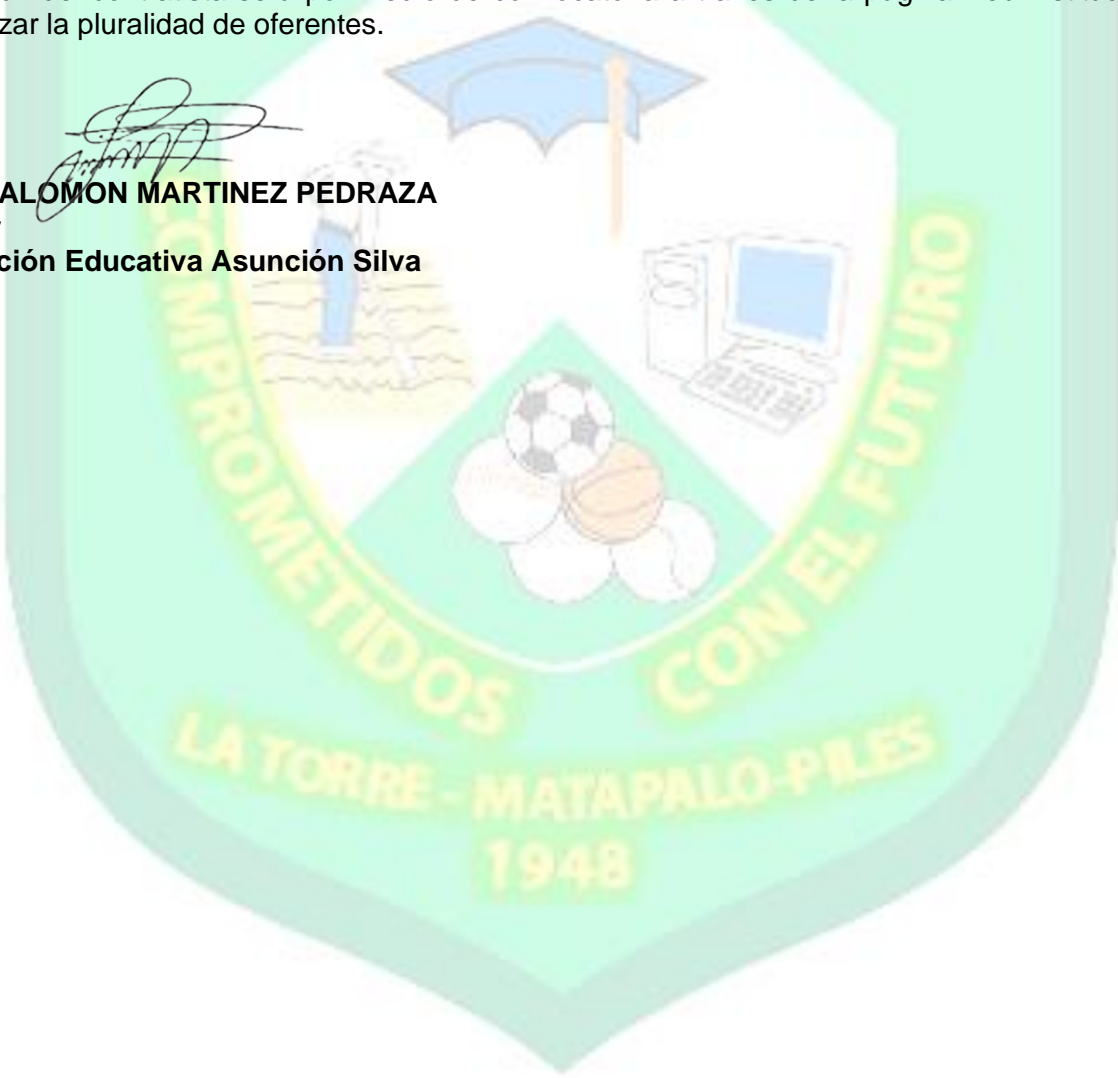 zar la pluralidad de oferentes.
ALOMON MARTINEZ PEDRAZA
ción Educativa Asunción Silva
COMPROMETIDOS CON EL FUTURO
LA TORRE - MATAPALO-PILES
1948